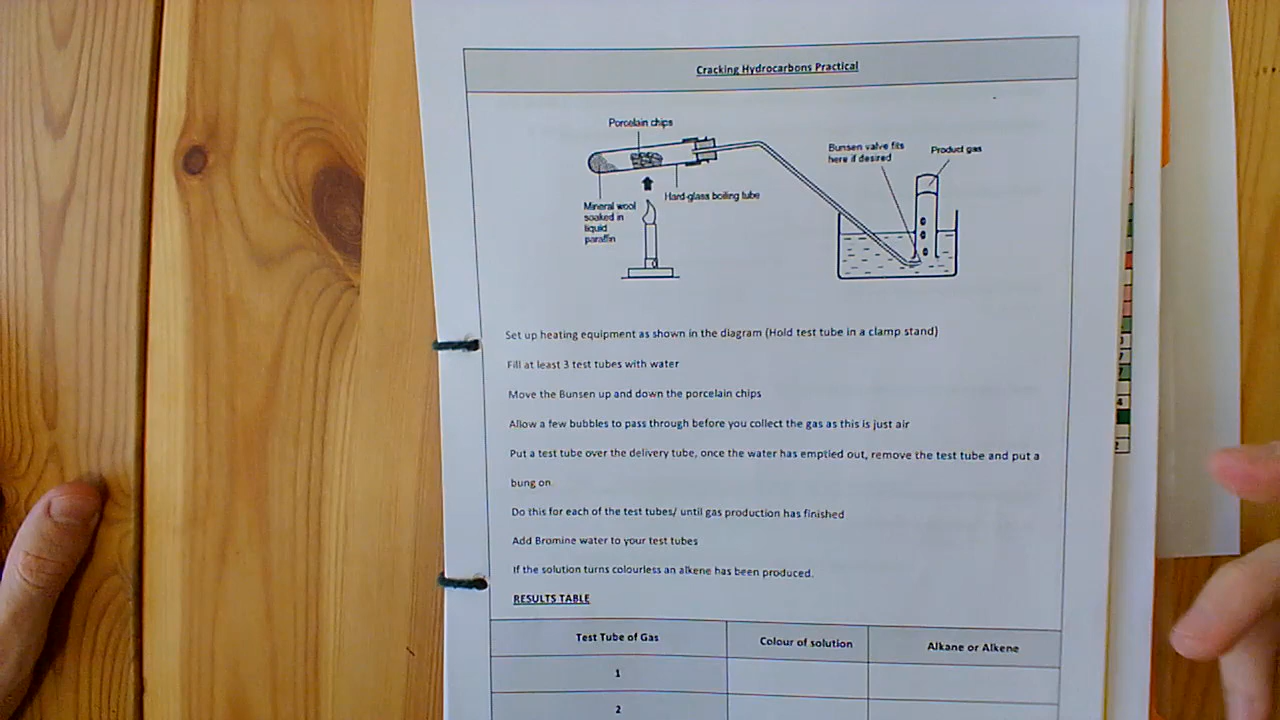 Cracking Hydrocarbons Practical
Porcelain chips
Bunsen valve fits
here if desired
Product gas
Hard-glass boiling tube
Mineral wool
soaked in
liquid
paraffin
Set up heating equipment as shown in the diagram (Hold test tube in a clamp stand)
Fill at least 3 test tubes with water
Move the Bunsen up and down the porcelain chips
Allow a few bubbles to pass through before you collect the gas as this is just air
Put a test tube over the delivery tube, once the water has emptied out, remove the test tube and put a
bung on
Do this for each of the test tubes/ until gas production has finished
Add Bromine water to your test tubes
If the solution turns colourless an alkene has been produced.
RESULTS TABLE
Test Tube of Gas
Colour of solution
Alkane or Alkene
1
2